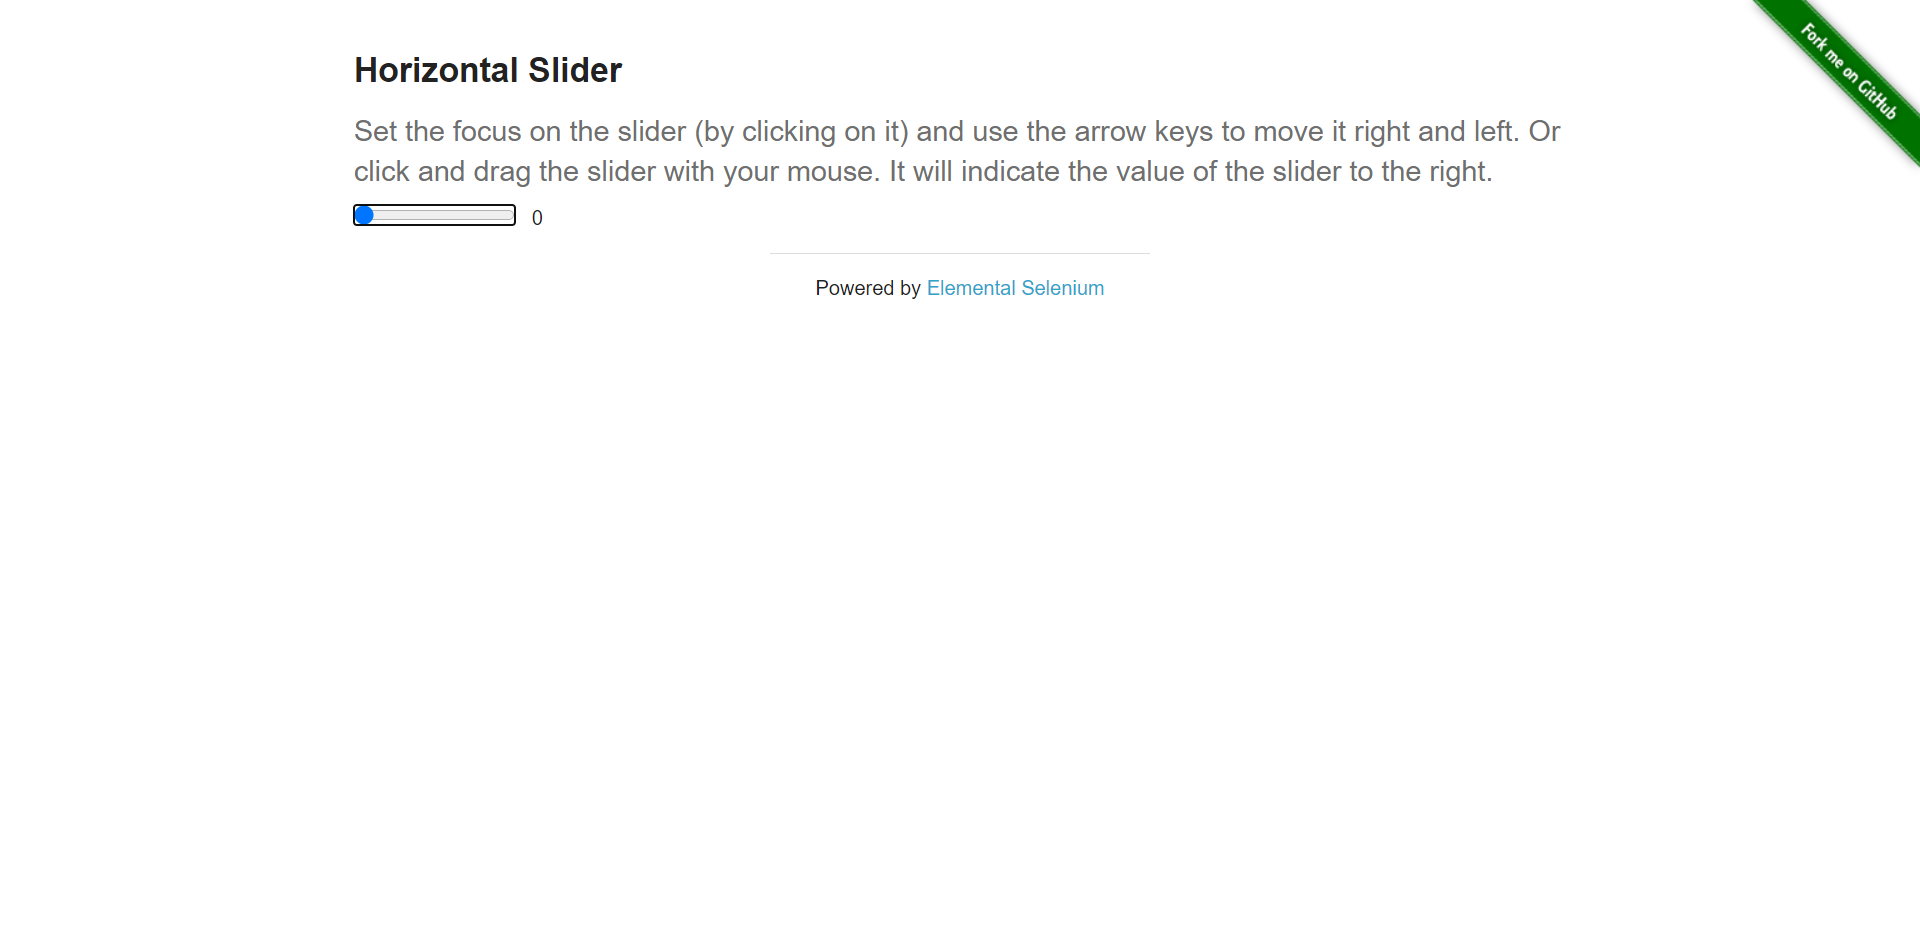 Fork me on GitHub
Horizontal Slider
Set the focus on the slider (by clicking on it) and use the arrow keys to move it right and left. Or
click and drag the slider with your mouse. It will indicate the value of the slider to the right.
0
Powered by Elemental Selenium